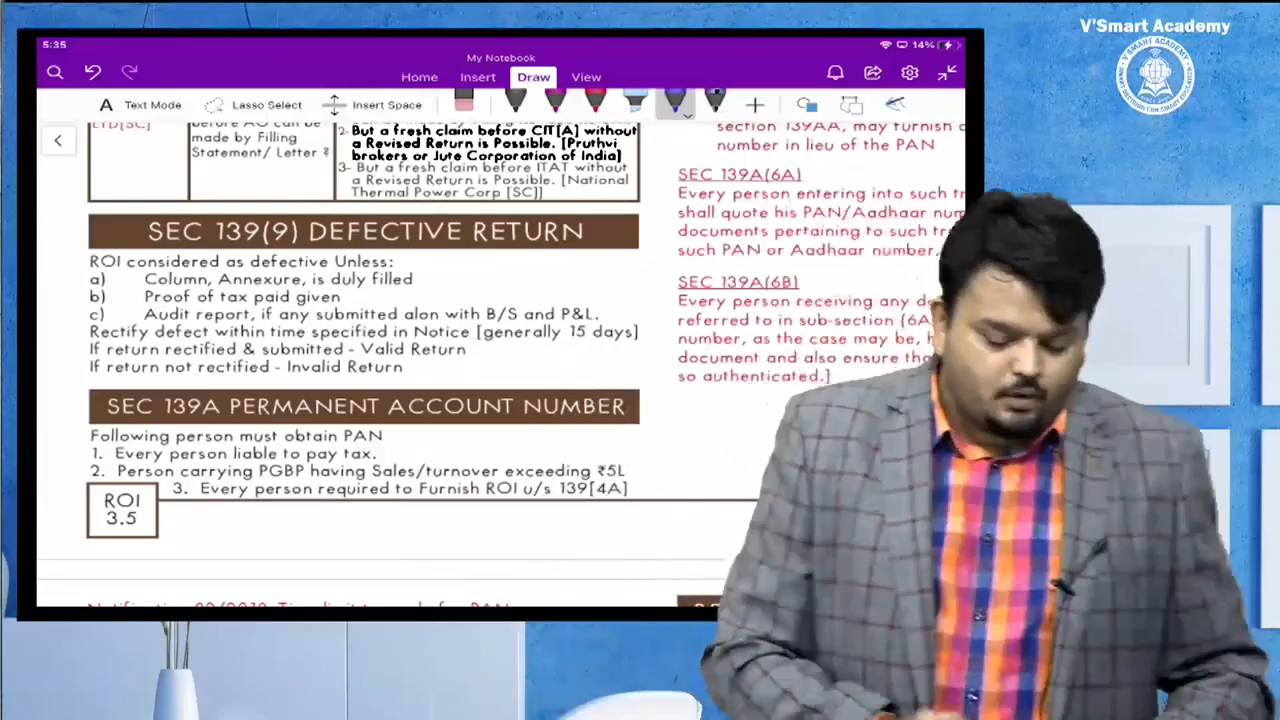 V'Smart Academy
5:35
14%
My Notebook
Home Insert Draw View
Text Mode Lasso Select Insert Space
LTD[SC]
before AO can be
made by Filling
Statement/ Letter ?
2- But a fresh claim before CIT[A] without
a Revised Return is Possible. [Pruthvi
brokers or Jute Corporation of India]
3- But a fresh claim before ITAT without
a Revised Return is Possible. [National
Thermal Power Corp [SC]]
SEC 139(9) DEFECTIVE RETURN
ROI considered as defective Unless:
a) Column, Annexure, is duly filled
b) Proof of tax paid given
c) Audit report, if any submitted alon with B/S and P&L.
Rectify defect within time specified in Notice [generally 15 days]
If return rectified & submitted - Valid Return
If return not rectified - Invalid Return
SEC 139A PERMANENT ACCOUNT NUMBER
Following person must obtain PAN
1. Every person liable to pay tax.
2. Person carrying PGBP having Sales/turnover exceeding ₹5L
3. Every person required to Furnish ROI u/s 139[4A]
ROI
3.5
section 139AA, may furnish
number in lieu of the PAN
SEC 139A(6A)
Every person entering into such
shall quote his PAN/Aadhaar
documents pertaining to such
such PAN or Aadhaar number,
SEC 139A(6B)
Every person receiving any
referred to in sub-section (6A
number, as the case may be,
document and also ensure
so authenticated.]